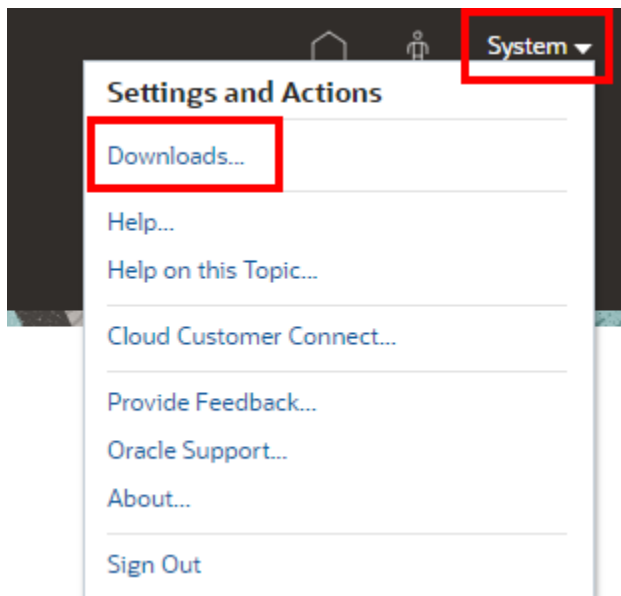 System
Settings and Actions
Downloads...
Help...
Help on this Topic...
Cloud Customer Connect...
Provide Feedback...
Oracle Support...
About...
Sign Out